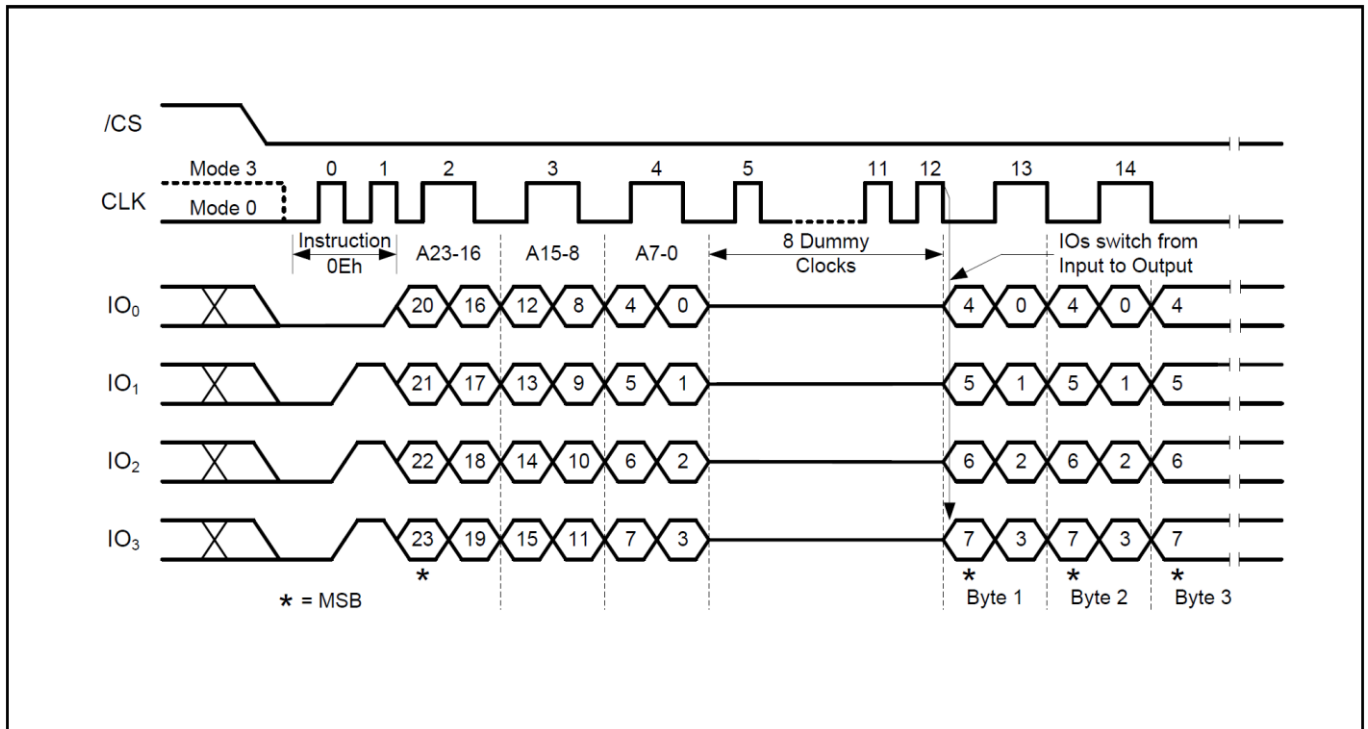 /CS
Mode 3 0 1 2 3 4 5 11 12 13 14
CLK
Mode 0
Instruction 8 Dummy IOs switch from
A23-16 A15-8 A7-0
0Eh Clocks Input to Output
IO₀ 20 16 12 8 4 0 4 0 4 0 4
IO₁ 21 17 13 9 5 1 5 1 5 1 5
IO₂ 22 18 14 10 6 2 6 2 6 2 6
IO₃ 23 19 15 11 7 3 7 3 7 3 7
* * * *
* = MSB Byte 1 Byte 2 Byte 3